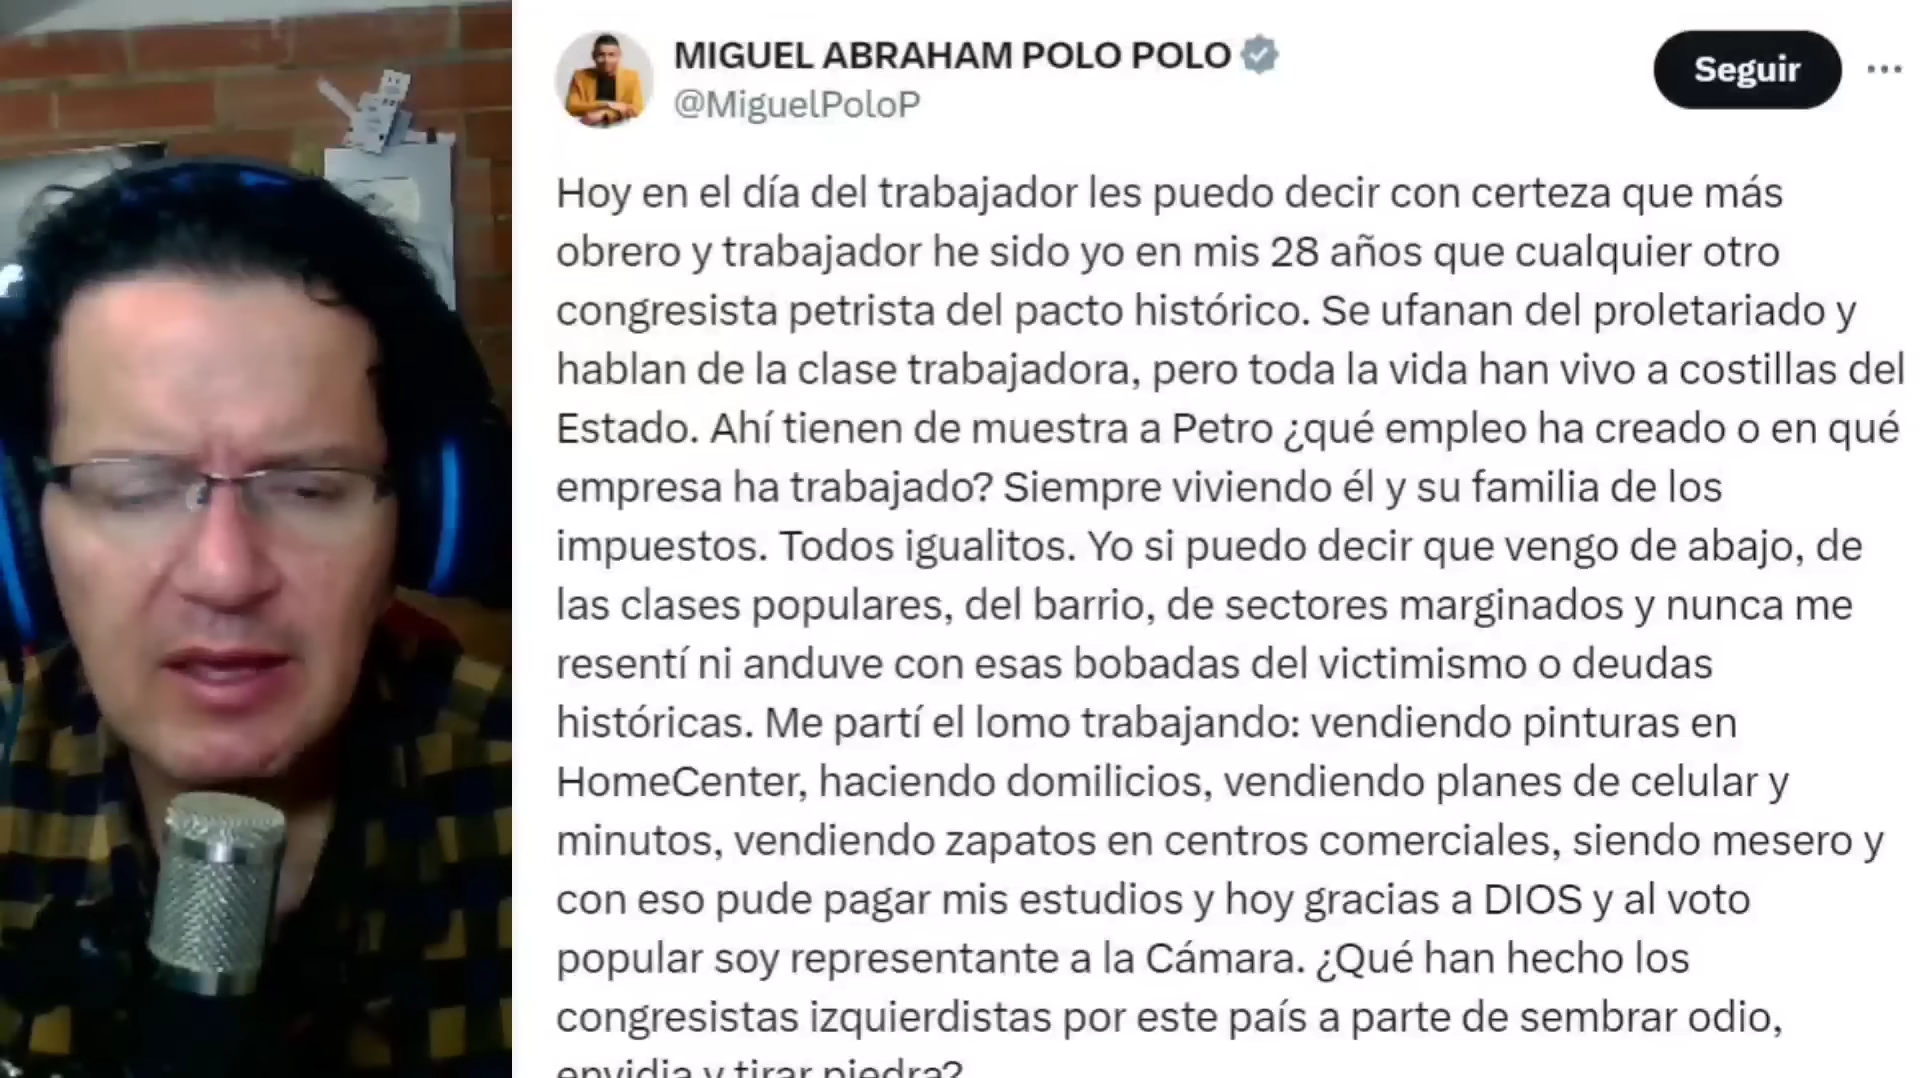 MIGUEL ABRAHAM POLO POLO
@MiguelPoloP
Seguir
Hoy en el día del trabajador les puedo decir con certeza que más
obrero y trabajador he sido yo en mis 28 años que cualquier otro
congresista petrista del pacto histórico. Se ufanan del proletariado y
hablan de la clase trabajadora, pero toda la vida han vivo a costillas del
Estado. Ahí tienen de muestra a Petro ¿qué empleo ha creado o en qué
empresa ha trabajado? Siempre viviendo él y su familia de los
impuestos. Todos igualitos. Yo si puedo decir que vengo de abajo, de
las clases populares, del barrio, de sectores marginados y nunca me
resentí ni anduve con esas bobadas del victimismo o deudas
históricas. Me partí el lomo trabajando: vendiendo pinturas en
HomeCenter, haciendo domilicios, vendiendo planes de celular y
minutos, vendiendo zapatos en centros comerciales, siendo mesero y
con eso pude pagar mis estudios y hoy gracias a DIOS y al voto
popular soy representante a la Cámara. ¿Qué han hecho los
congresistas izquierdistas por este país a parte de sembrar odio,
envidia y tirar piedra?